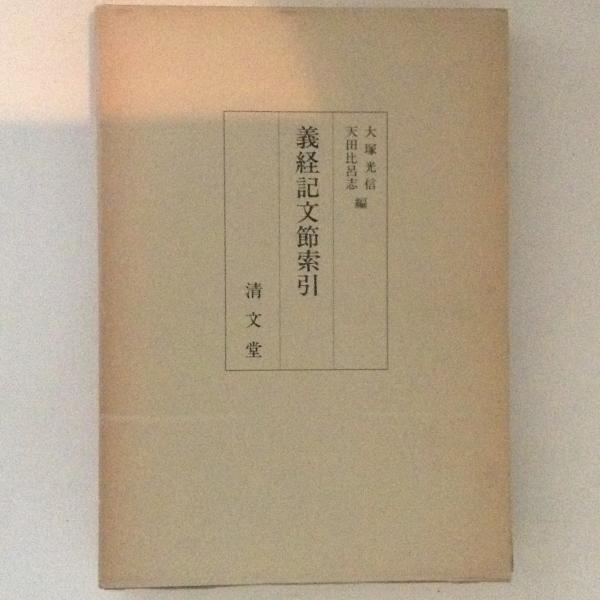 大塚光信
天田比呂志 編
義経記文節索引
清文堂